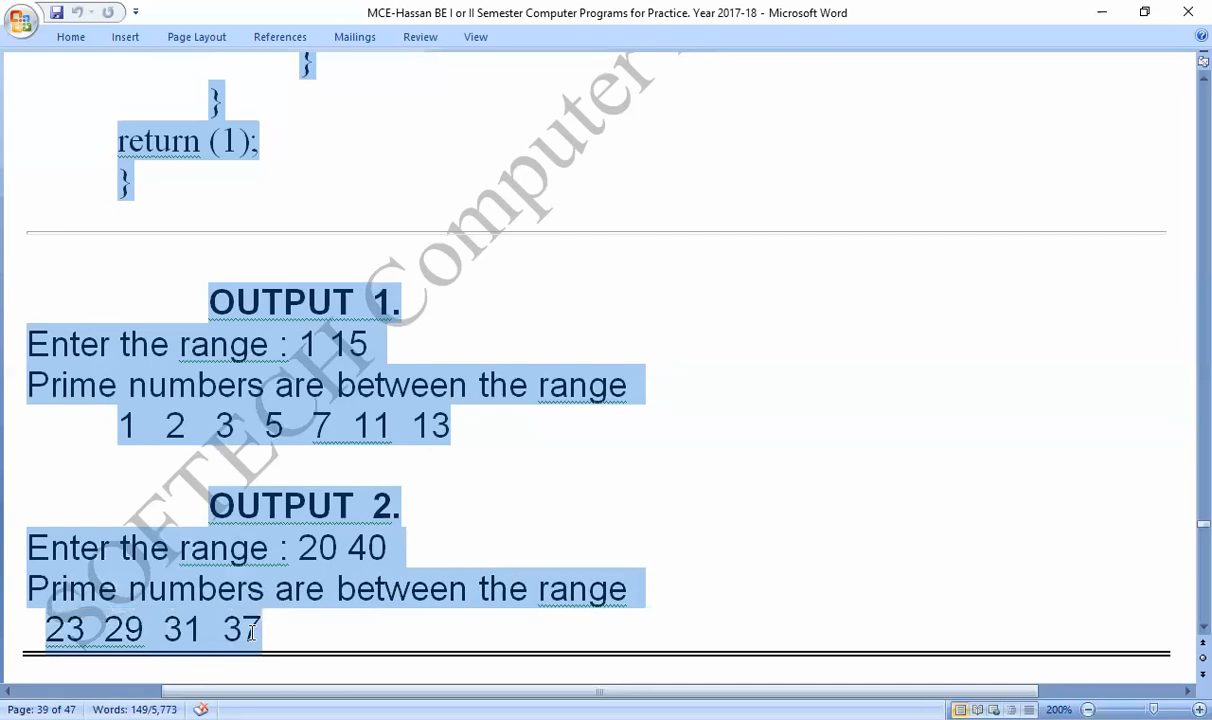 MCE-Hassan BE I or II Semester Computer Programs for Practice. Year 2017-18 - Microsoft Word
Home Insert Page Layout References Mailings Review View
}
}
return (1);
}
SOFTECH Computer
OUTPUT 1.
Enter the range : 1 15
Prime numbers are between the range
1 2 3 5 7 11 13
OUTPUT 2.
Enter the range : 20 40
Prime numbers are between the range
23 29 31 37
Page: 39 of 47 Words: 149/5,773 200%